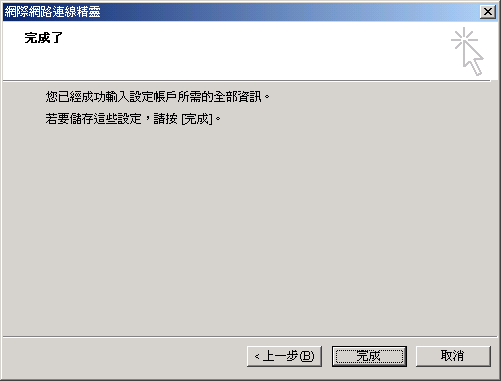 網際網路連線精靈
完成了
您已經成功輸入設定帳戶所需的全部資訊。
若要儲存這些設定，請按 [完成]。
< 上一步(B)
完成
取消